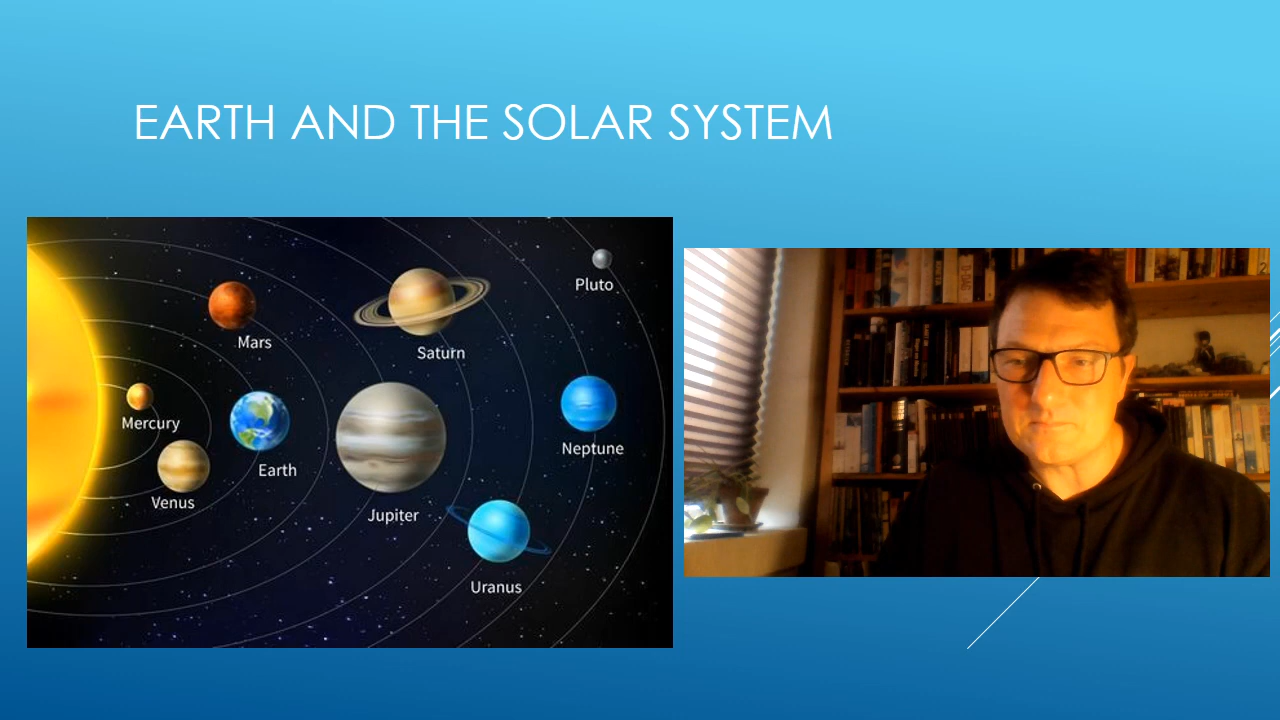 EARTH AND THE SOLAR SYSTEM
Pluto
Mars
Saturn
Mercury
Neptune
Earth
Venus
Jupiter
Uranus